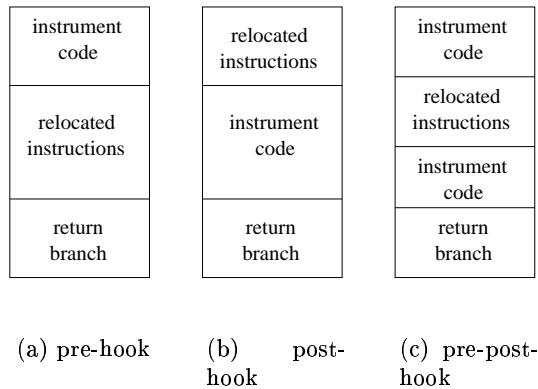 instrument
code
relocated
instructions
return
branch
relocated
instructions
instrument
code
return
branch
instrument
code
relocated
instructions
instrument
code
return
branch
(a) pre-hook
(b) post-
hook
(c) pre-post-
hook